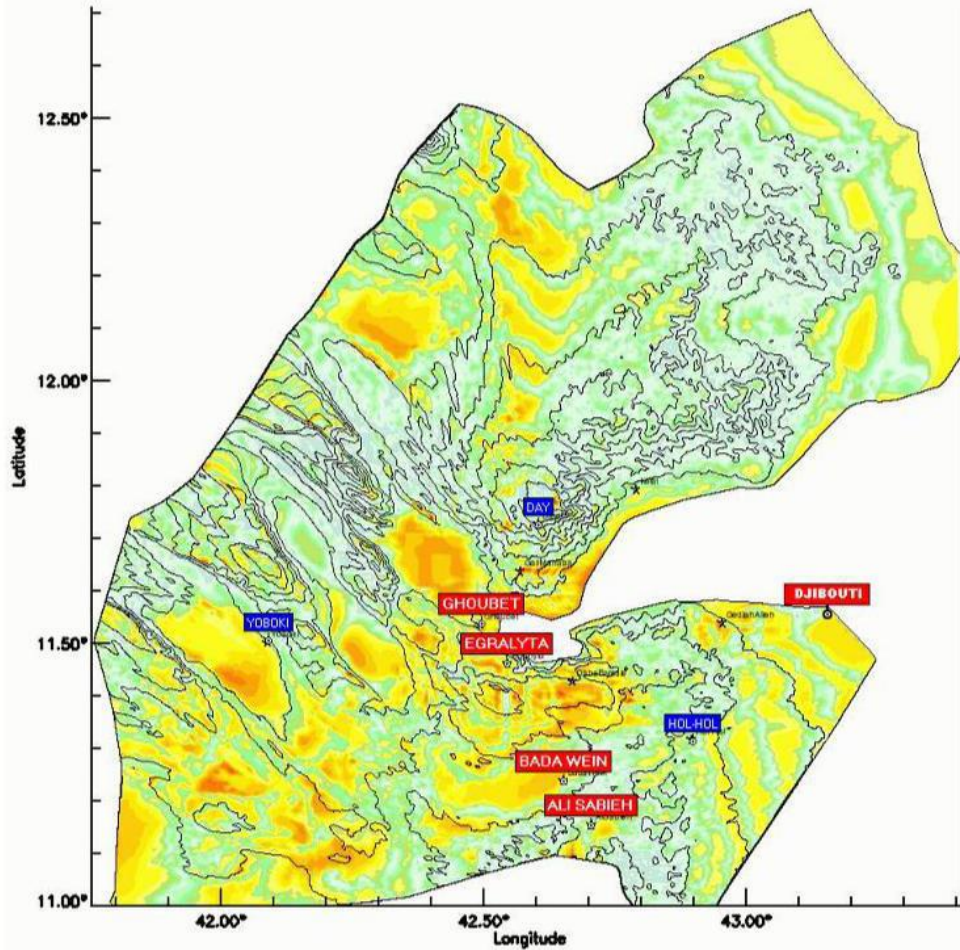 12.50°
12.00°
Latitude
DAY
GHOUBET
DJIBOUTI
YOBOKI
EGRALYTA
11.50°
HOL-HOL
BADA WEIN
ALI SABIEH
11.00°
42.00°
42.50°
43.00°
Longitude